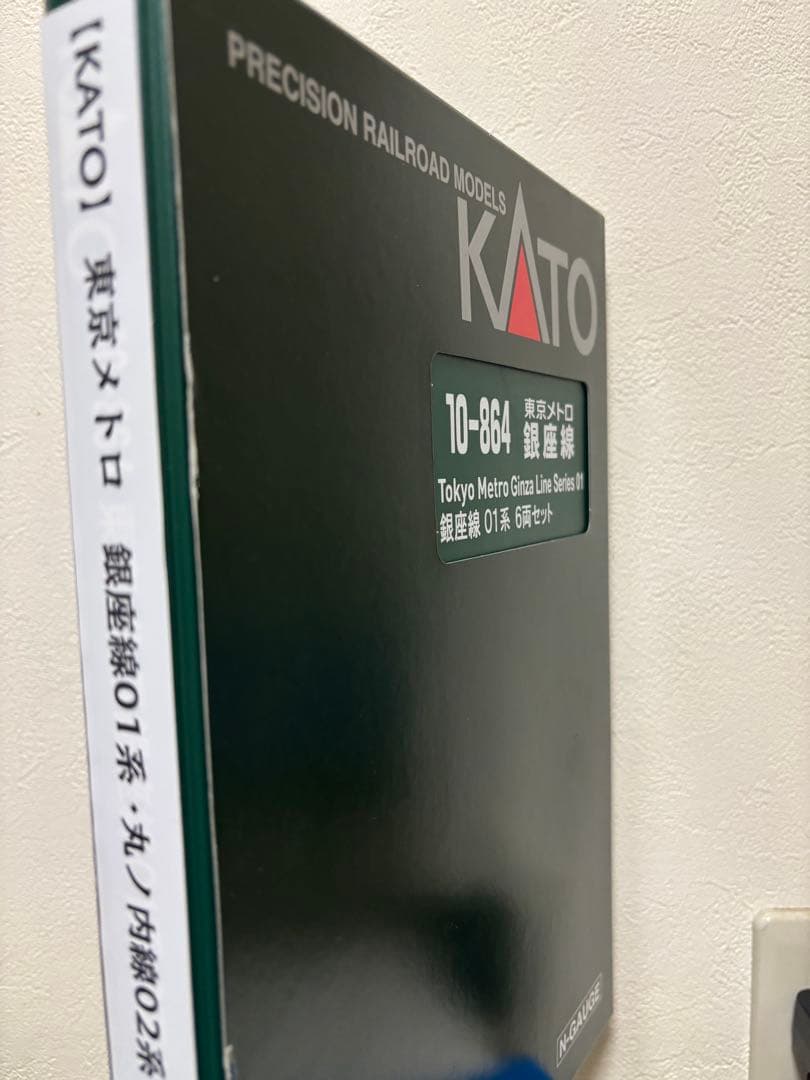 【KATO】 東京メトロ 銀座線01系・丸ノ内線02系
PRECISION RAILROAD MODELS
KATO
10-864
東京メトロ
銀座線
Tokyo Metro Ginza Line Series 01
銀座線 01系 6両セット
N-GAUGE